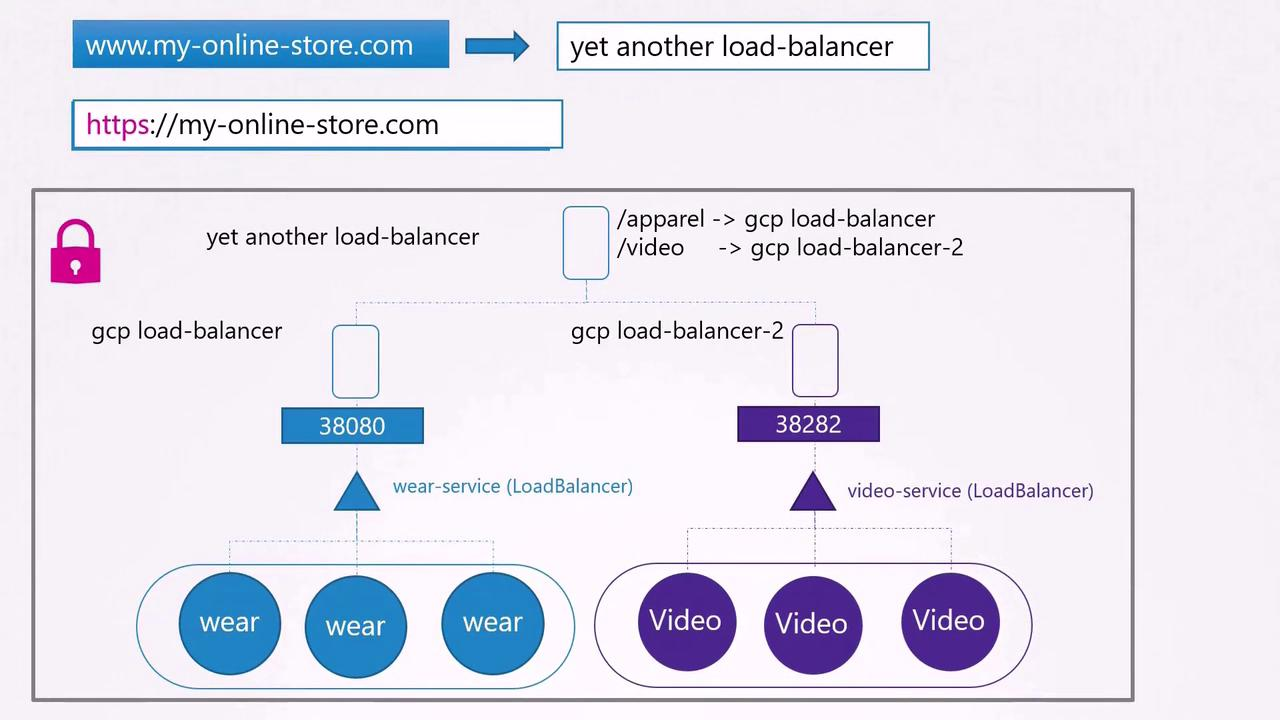 www.my-online-store.com
yet another load-balancer
https://my-online-store.com
yet another load-balancer
/apparel -> gcp load-balancer
/video -> gcp load-balancer-2
gcp load-balancer
gcp load-balancer-2
38080
38282
wear-service (LoadBalancer)
video-service (LoadBalancer)
wear
wear
wear
Video
Video
Video